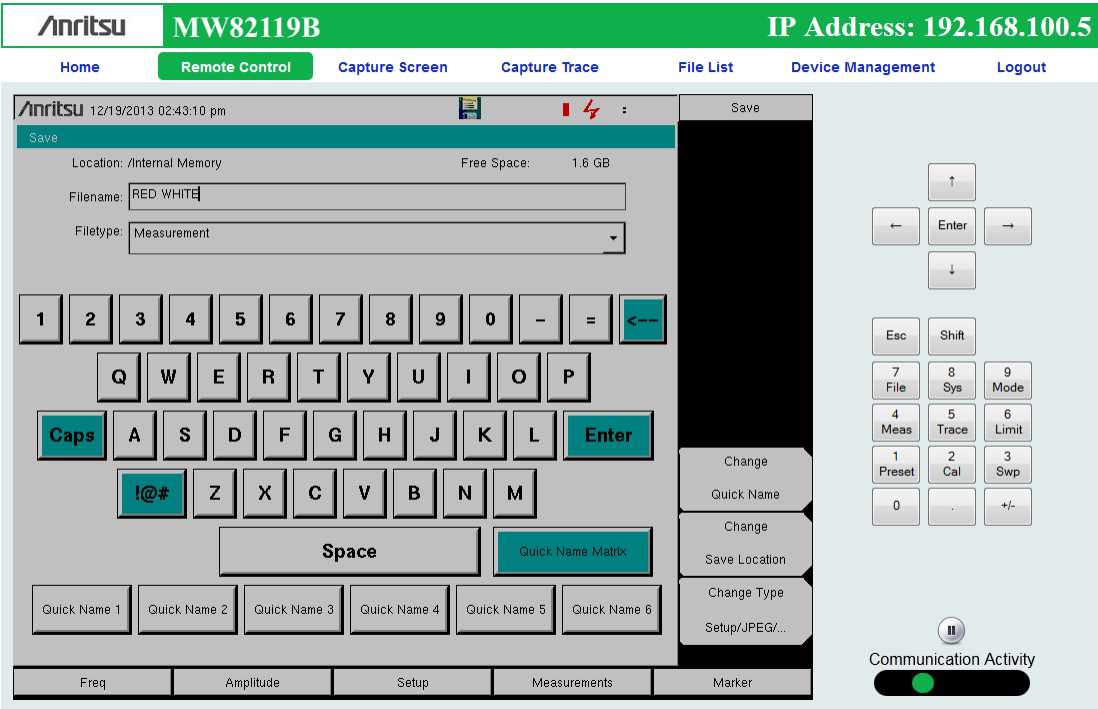 Anritsu MW82119B IP Address: 192.168.100.5
Home Remote Control Capture Screen Capture Trace File List Device Management Logout
Anritsu 12/19/2013 02:43:10 pm :
Save
Save
Location: /Internal Memory Free Space: 1.6 GB
Filename: RED WHITE
Filetype: Measurement
1 2 3 4 5 6 7 8 9 0 - = <--
Q W E R T Y U I O P
Caps A S D F G H J K L Enter
!@# Z X C V B N M
Space Quick Name Matrix
Quick Name 1 Quick Name 2 Quick Name 3 Quick Name 4 Quick Name 5 Quick Name 6
Change
Quick Name
Change
Save Location
Change Type
Setup/JPEG/...
Freq Amplitude Setup Measurements Marker
↑
← Enter →
↓
Esc Shift
7 8 9
File Sys Mode
4 5 6
Meas Trace Limit
1 2 3
Preset Cal Swp
0 . +/-
Communication Activity